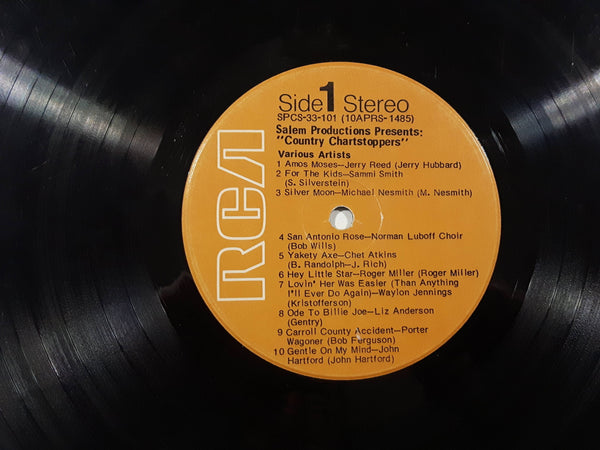 RCA
Side 1 Stereo
SPCS-33-101 (10APRS-1485)
Salem Productions Presents:
"Country Chartstoppers"
Various Artists
1 Amos Moses—Jerry Reed (Jerry Hubbard)
2 For The Kids—Sammi Smith
(S. Silverstein)
3 Silver Moon—Michael Nesmith (M. Nesmith)
4 San Antonio Rose—Norman Luboff Choir
(Bob Wills)
5 Yakety Axe—Chet Atkins
(B. Randolph—J. Rich)
6 Hey Little Star—Roger Miller (Roger Miller)
7 Lovin' Her Was Easier (Than Anything
I'll Ever Do Again)—Waylon Jennings
(Kristofferson)
8 Ode To Billie Joe—Liz Anderson
(Gentry)
9 Carroll County Accident—Porter
Wagoner (Bob Ferguson)
10 Gentle On My Mind—John
Hartford (John Hartford)